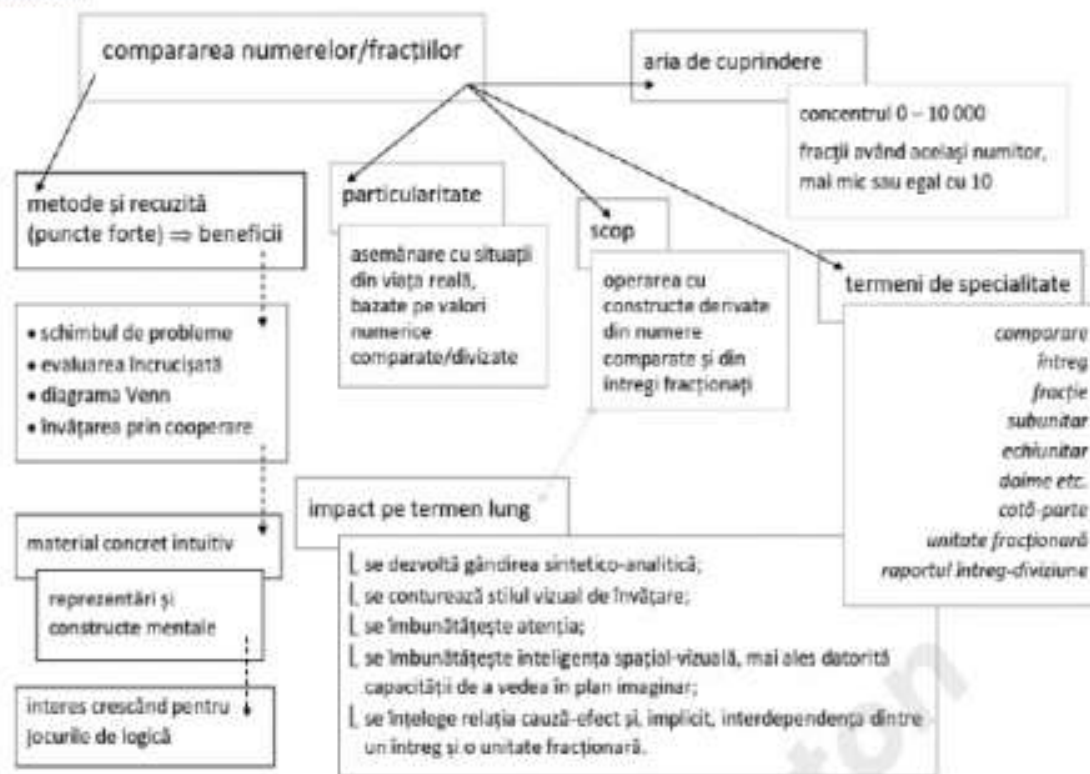 compararea numerelor/fracțiilor
aria de cuprindere
concentrul 0 – 10 000
fracții având același numitor,
mai mic sau egal cu 10
metode și recuzită
(puncte forte) ⇒ beneficii
particularitate
asemănare cu situații
din viața reală,
bazate pe valori
numerice
comparate/divizate
scop
operarea cu
constructe derivate
din numere
comparate și din
întregi fracționați
termeni de specialitate
comparare
întreg
fracție
subunitar
echiunitar
doime etc.
cotă-parte
unitate fracționară
raportul întreg-diviziune
• schimbul de probleme
• evaluarea încrucișată
• diagrama Venn
• învățarea prin cooperare
material concret intuitiv
reprezentări și
constructe mentale
interes crescând pentru
jocurile de logică
impact pe termen lung
se dezvoltă gândirea sintetico-analitică;
se conturează stilul vizual de învățare;
se îmbunătățește atenția;
se îmbunătățește inteligența spațial-vizuală, mai ales datorită
capacității de a vedea în plan imaginar;
se înțelege relația cauză-efect și, implicit, interdependența dintre
un întreg și o unitate fracționară.